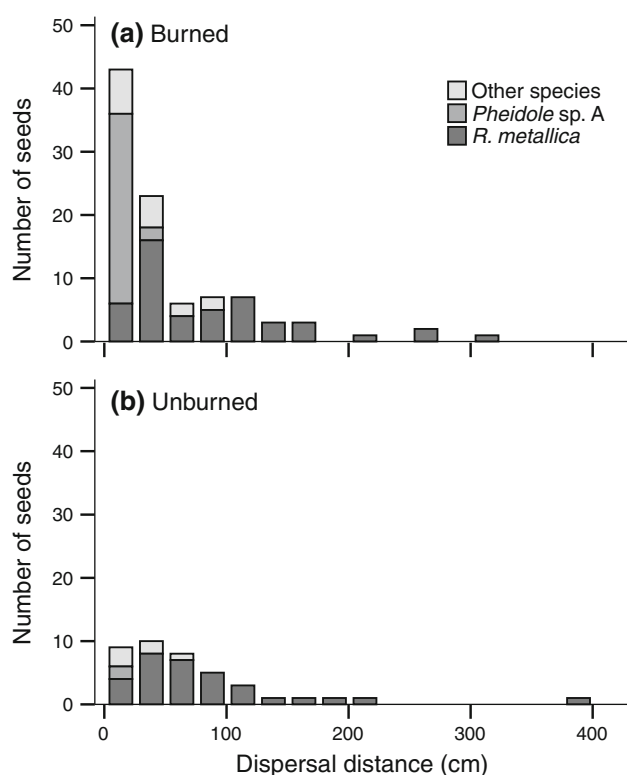 50
(a) Burned
Other species
Pheidole sp. A
R. metallica
40
30
20
10
0
Number of seeds
50
(b) Unburned
40
30
20
10
0
Number of seeds
0 100 200 300 400
Dispersal distance (cm)